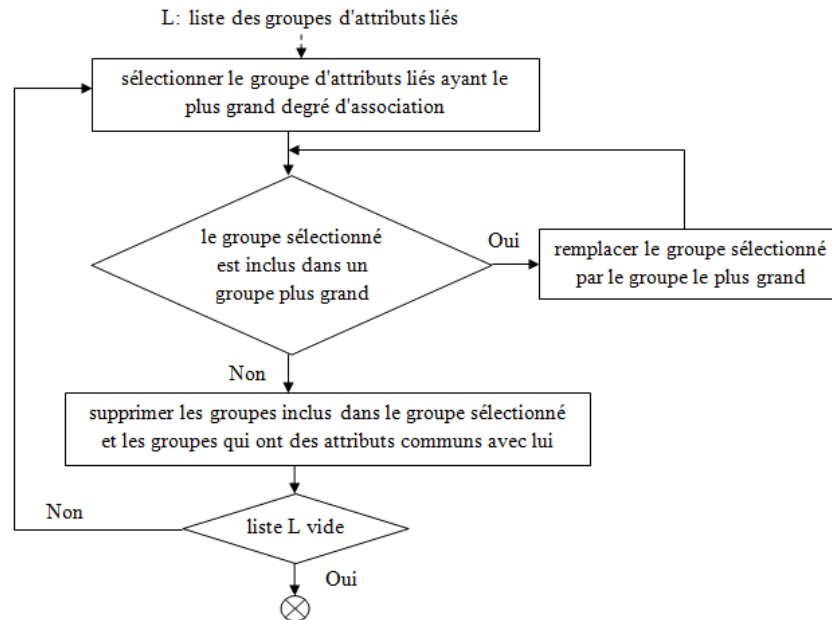 L: liste des groupes d'attributs liés
sélectionner le groupe d'attributs liés ayant le
plus grand degré d'association
le groupe sélectionné
est inclus dans un
groupe plus grand
Oui
remplacer le groupe sélectionné
par le groupe le plus grand
Non
supprimer les groupes inclus dans le groupe sélectionné
et les groupes qui ont des attributs communs avec lui
Non
liste L vide
Oui